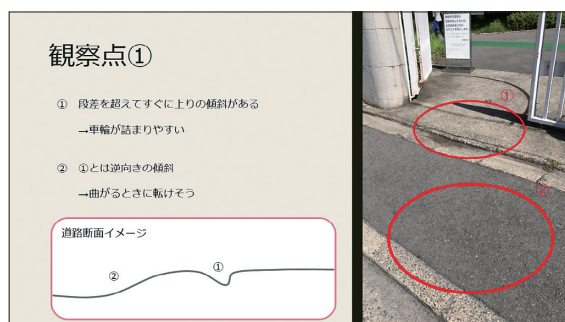 観察点①
① 段差を超えてすぐに上りの傾斜がある
→車輪が詰まりやすい
② ①とは逆向きの傾斜
→曲がるときに転けそう
道路断面イメージ
②
①
①
②